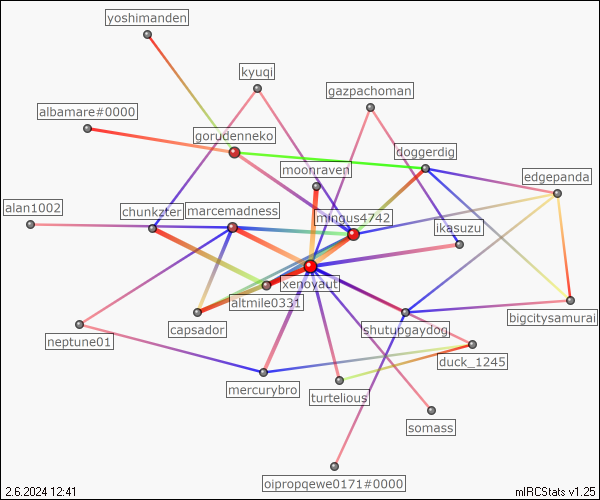 yoshimanden
kyuqi
gazpachoman
albamare#0000
gorudenneko
doggerdig
moonraven
edgepanda
alan1002
chunkzter
marcemadness
mingus4742
ikasuzu
xenoyaut
altmile0331
bigcitysamurai
capsador
shutupgaydog
neptune01
duck_1245
mercurybro
turtelious
somass
oipropqewe0171#0000
2.6.2024 12:41
mIRCStats v1.25